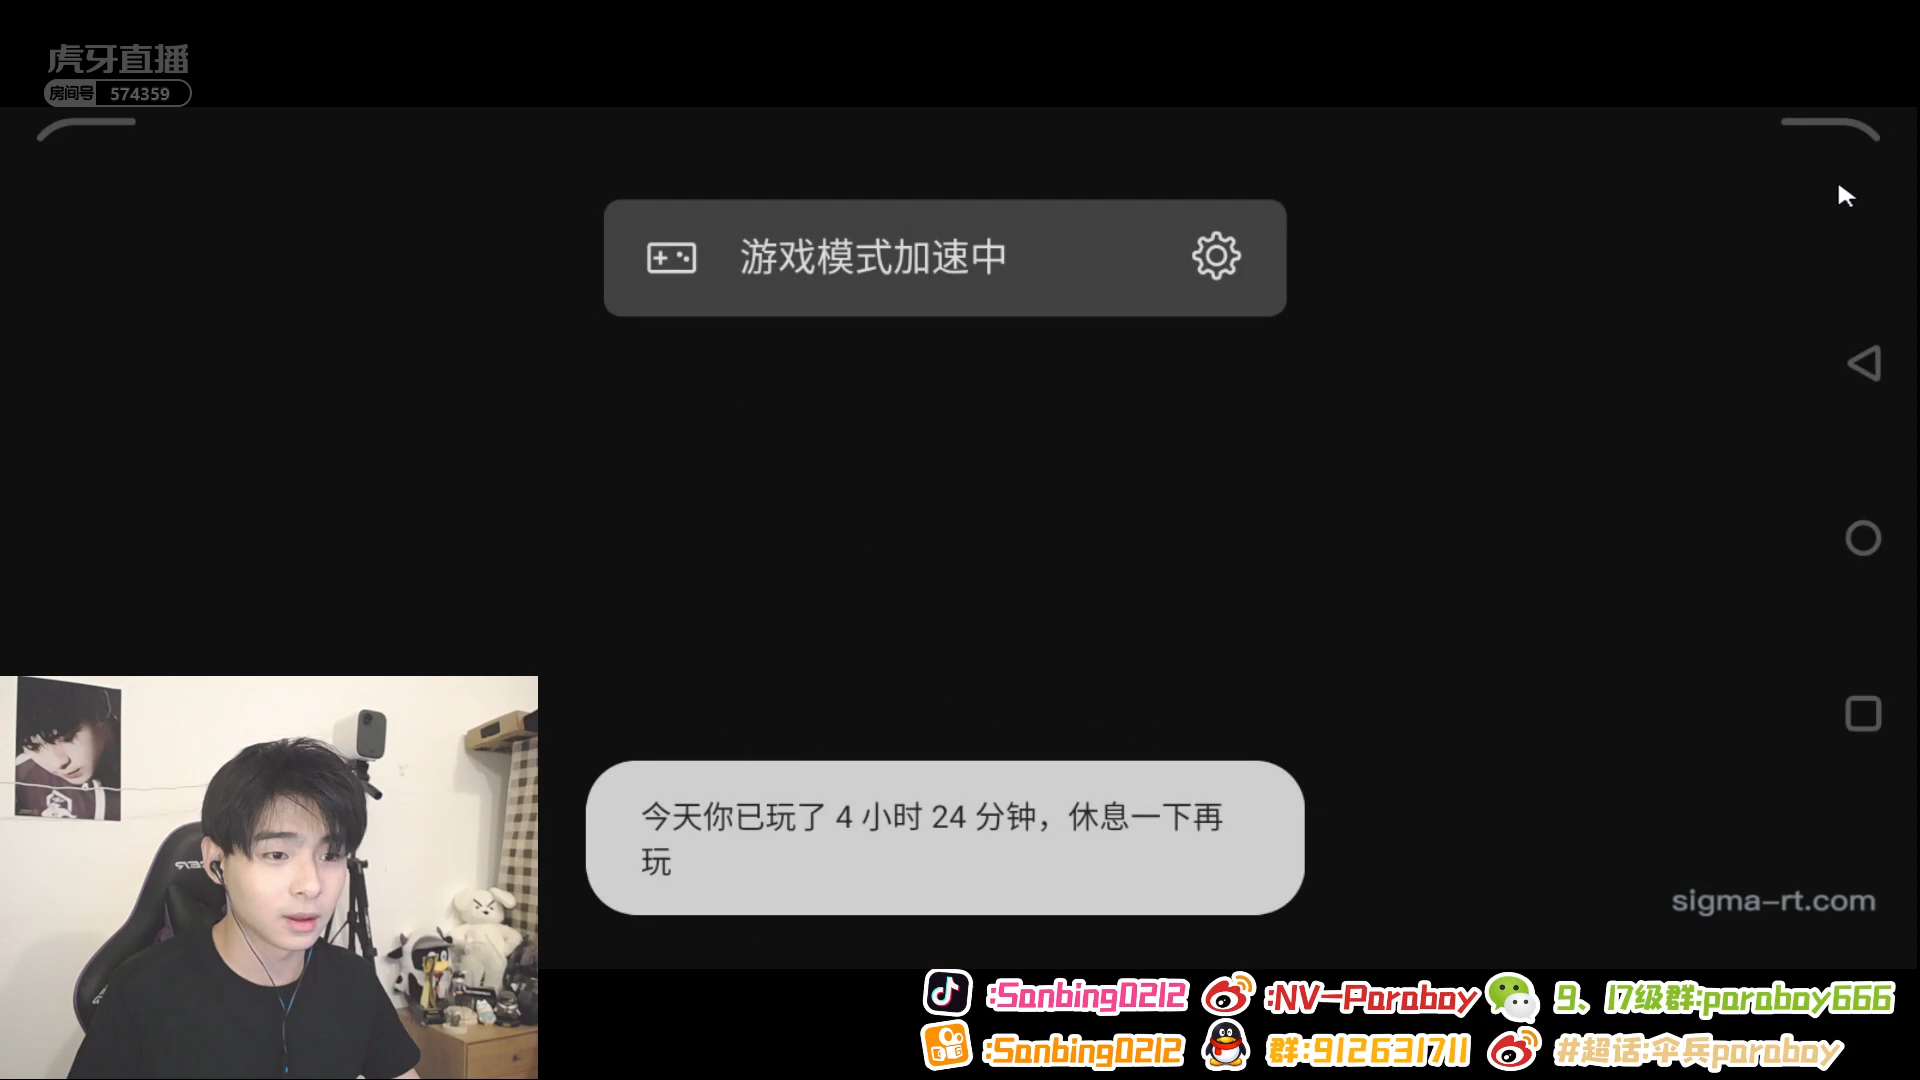 虎牙直播
房间号 574359
游戏模式加速中
今天你已玩了 4 小时 24 分钟，休息一下再
玩
sigma-rt.com
:Sanbing0212 :NV-Paraboy 9、17级群:paraboy666
:Sanbing0212 群:912631711 #超话:伞兵paraboy